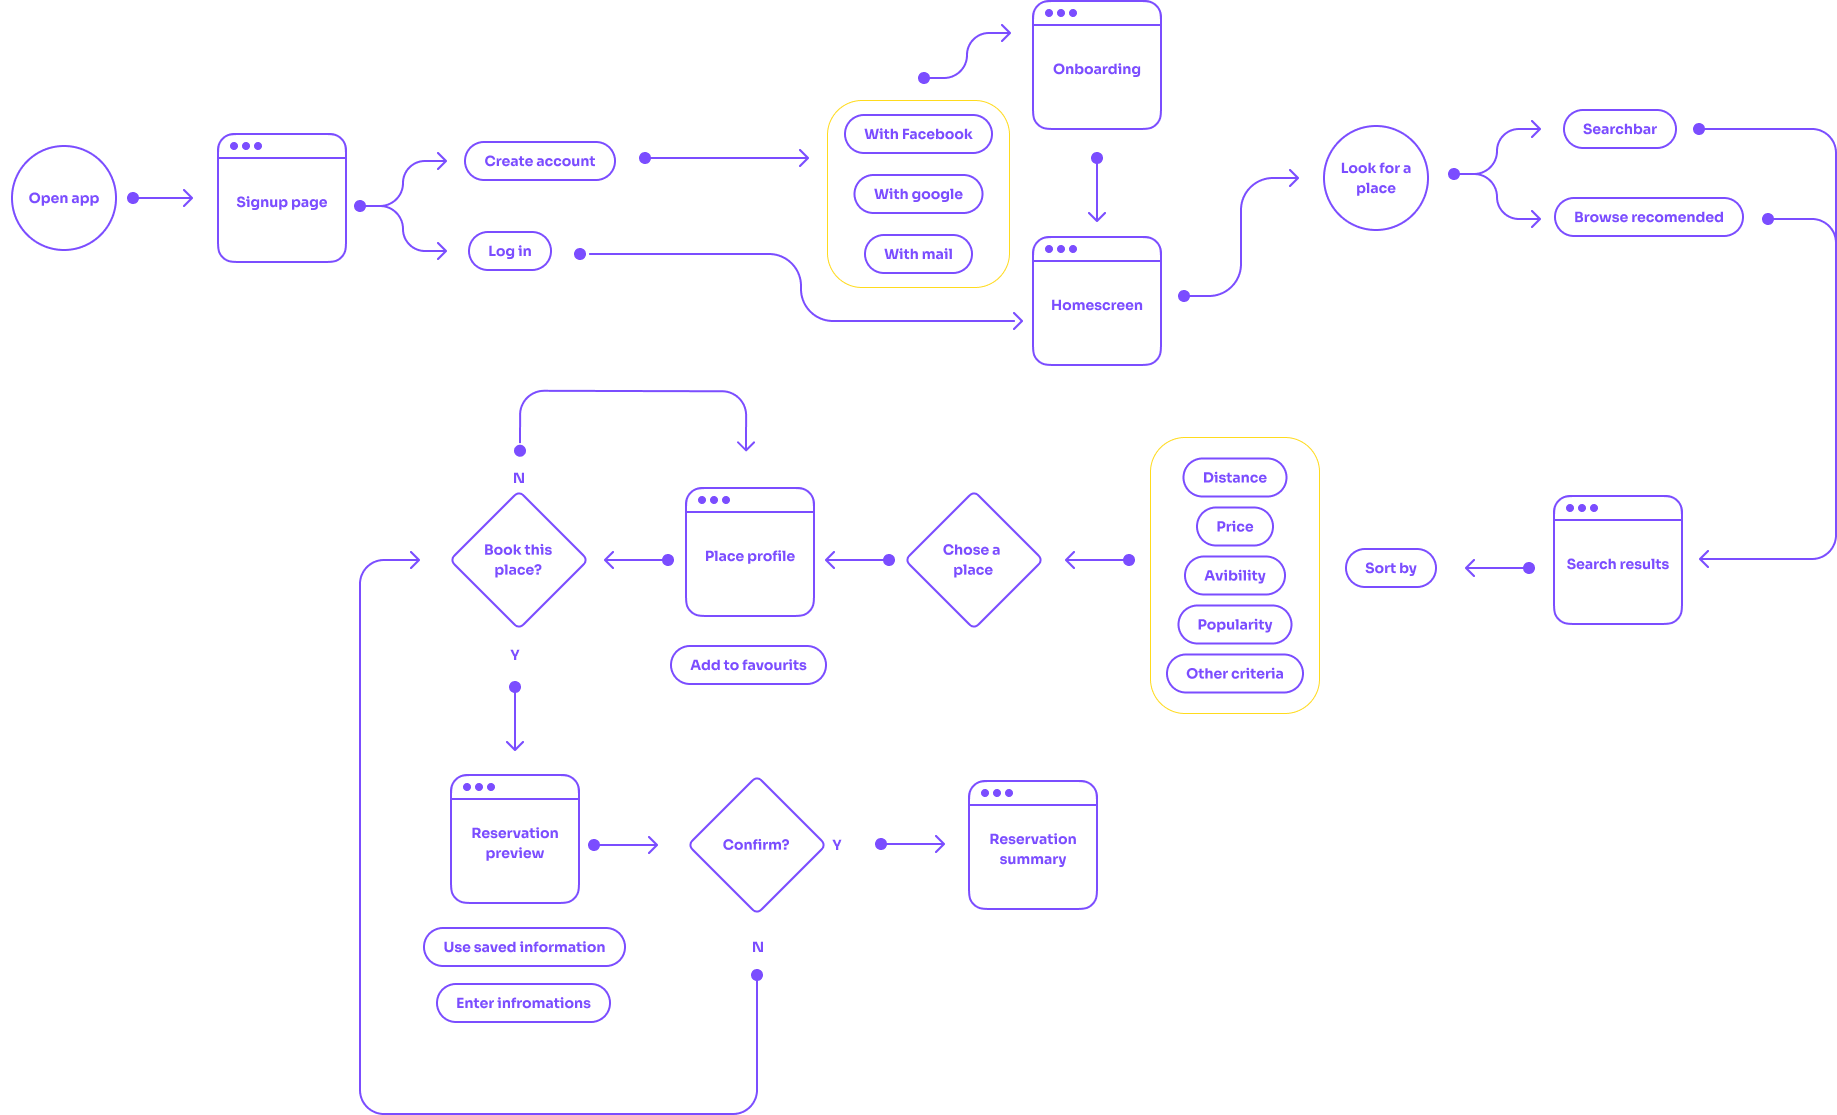 Onboarding
With Facebook
With google
With mail
Open app
Signup page
Create account
Log in
Homescreen
Look for a
place
Searchbar
Browse recomended
N
Book this
place?
Y
Place profile
Add to favourits
Chose a
place
Distance
Price
Avibility
Popularity
Other criteria
Sort by
Search results
Reservation
preview
Use saved information
Enter infromations
Confirm?
Y
N
Reservation
summary